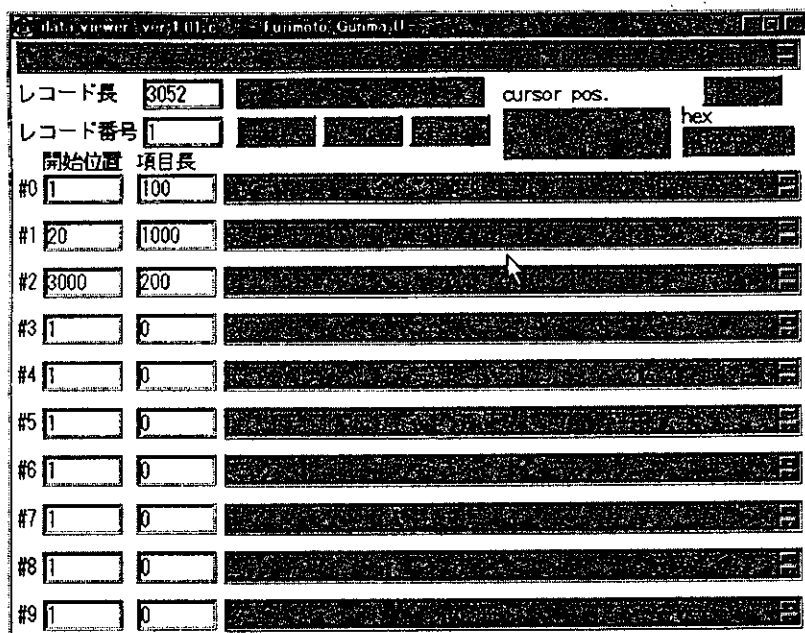 data viewer ver.1.01.c Furimoto, Gunma.U
レコード長 3052 cursor pos.
レコード番号 1 hex
開始位置 項目長
#0 1 100
#1 20 1000
#2 3000 200
#3 1 0
#4 1 0
#5 1 0
#6 1 0
#7 1 0
#8 1 0
#9 1 0